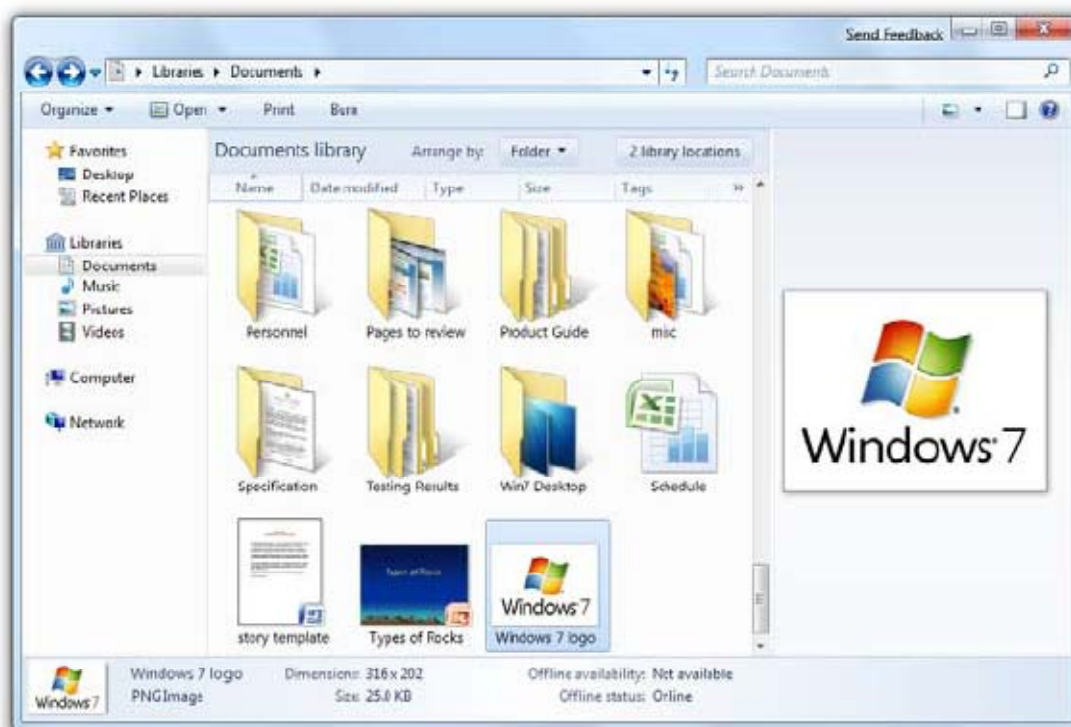 Send Feedback
Libraries Documents
Search Documents
Organize Open Print Burn
Favorites
Desktop
Recent Places
Libraries
Documents
Music
Pictures
Videos
Computer
Network
Documents library Arrange by: Folder 2 library locations
Name Date modified Type Size Tags »
Personnel Pages to review Product Guide misc
Specification Testing Results Win7 Desktop Schedule
Types of Rocks
Windows 7
story template Types of Rocks Windows 7 logo
Windows 7
Windows 7
Windows 7 logo Dimensions: 316 x 202 Offline availability: Not available
PNG Image Size: 25.0 KB Offline status: Online